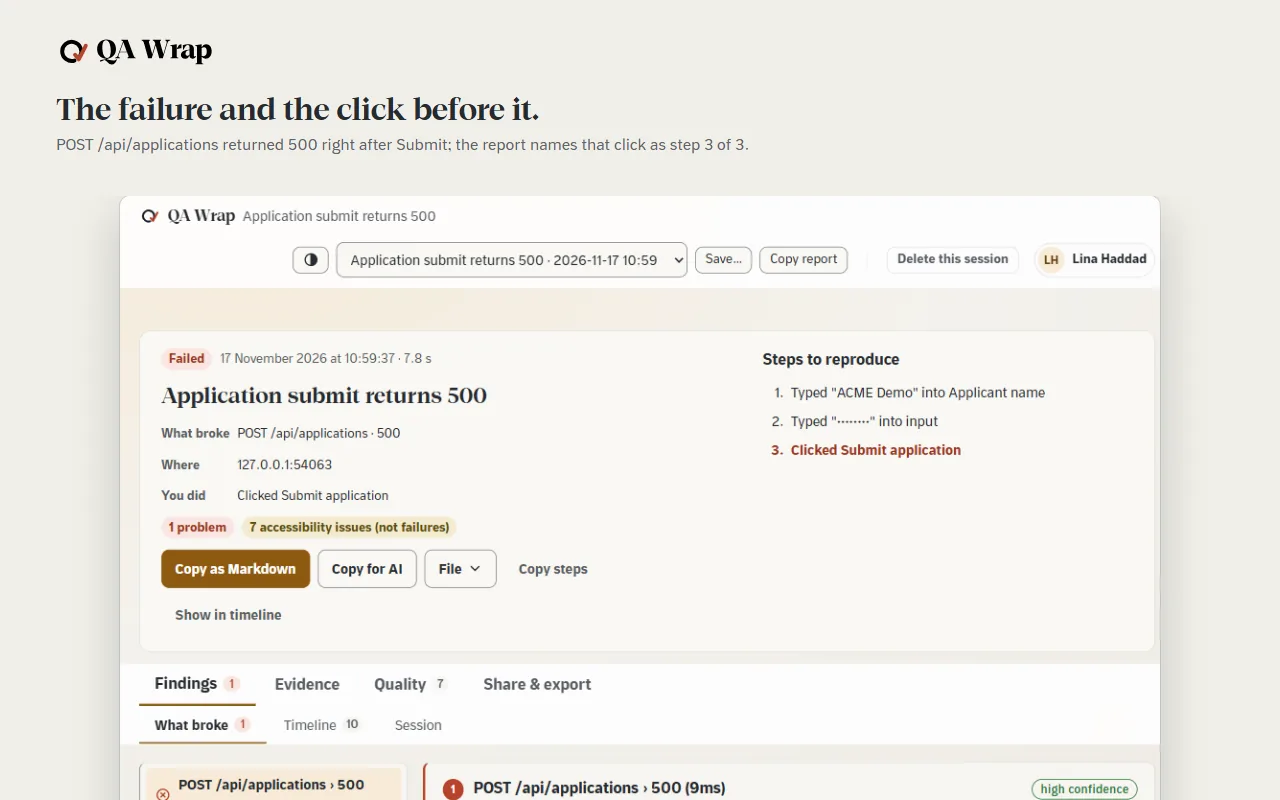 QA Wrap
The failure and the click before it.
POST /api/applications returned 500 right after Submit; the report names that click as step 3 of 3.
QA Wrap Application submit returns 500
Application submit returns 500 · 2026-11-17 10:59 Save... Copy report Delete this session LH Lina Haddad
Failed 17 November 2026 at 10:59:37 · 7.8 s
Application submit returns 500
What broke POST /api/applications · 500
Where 127.0.0.1:54063
You did Clicked Submit application
1 problem 7 accessibility issues (not failures)
Copy as Markdown Copy for AI File Copy steps
Show in timeline
Steps to reproduce
1. Typed "ACME Demo" into Applicant name
2. Typed "········" into input
3. Clicked Submit application
Findings 1 Evidence Quality 7 Share & export
What broke 1 Timeline 10 Session
POST /api/applications › 500
1 POST /api/applications › 500 (9ms) high confidence